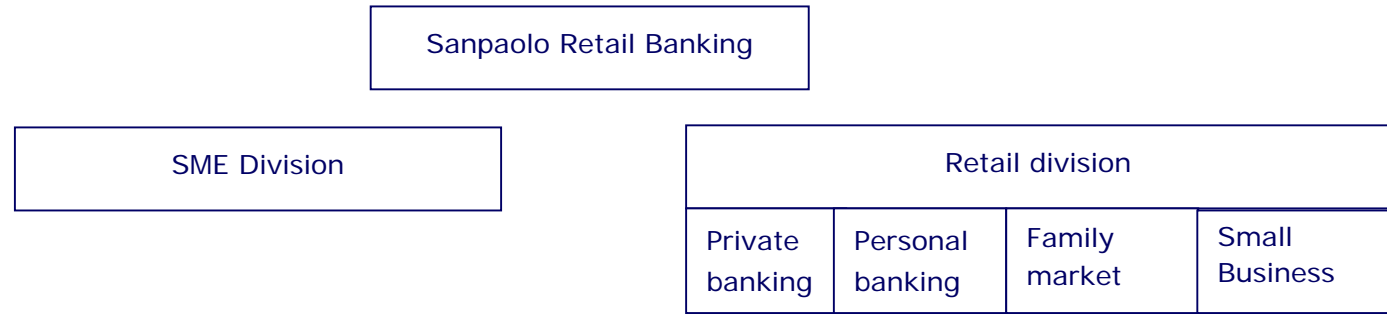 Sanpaolo Retail Banking
SME Division
Retail division
Private
banking
Personal
banking
Family
market
Small
Business